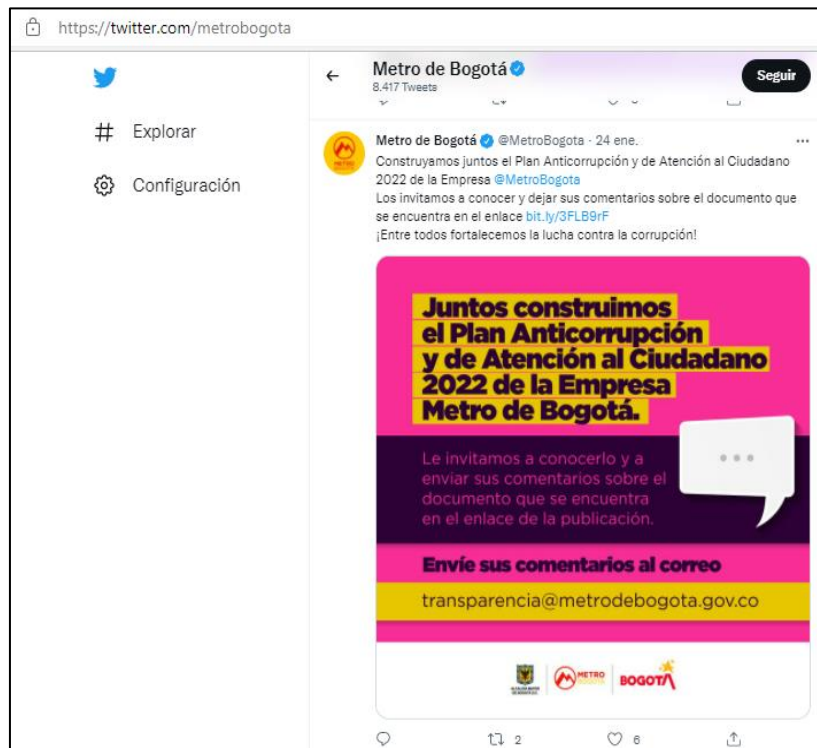 https://twitter.com/metrobogota
Metro de Bogotá
8.417 Tweets
Seguir
Explorar
Configuración
Metro de Bogotá @MetroBogota · 24 ene.
Construyamos juntos el Plan Anticorrupción y de Atención al Ciudadano
2022 de la Empresa @MetroBogota
Los invitamos a conocer y dejar sus comentarios sobre el documento que
se encuentra en el enlace bit.ly/3FLB9rF
¡Entre todos fortalecemos la lucha contra la corrupción!
Juntos construimos
el Plan Anticorrupción
y de Atención al Ciudadano
2022 de la Empresa
Metro de Bogotá.
Le invitamos a conocerlo y a
enviar sus comentarios sobre el
documento que se encuentra
en el enlace de la publicación.
Envíe sus comentarios al correo
transparencia@metrodebogota.gov.co
METRO
BOGOTÁ
2
6